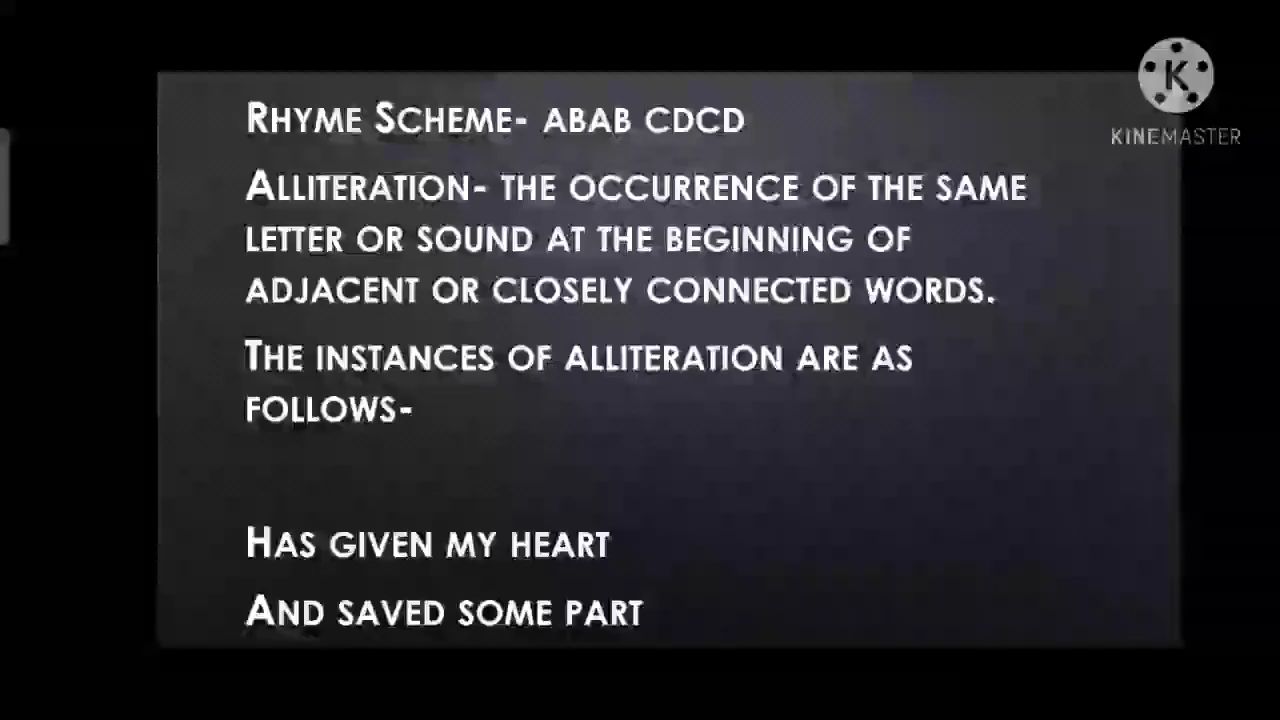 RHYME SCHEME- ABAB CDCD
ALLITERATION- THE OCCURRENCE OF THE SAME
LETTER OR SOUND AT THE BEGINNING OF
ADJACENT OR CLOSELY CONNECTED WORDS.
THE INSTANCES OF ALLITERATION ARE AS
FOLLOWS-
HAS GIVEN MY HEART
AND SAVED SOME PART
K
KINEMASTER